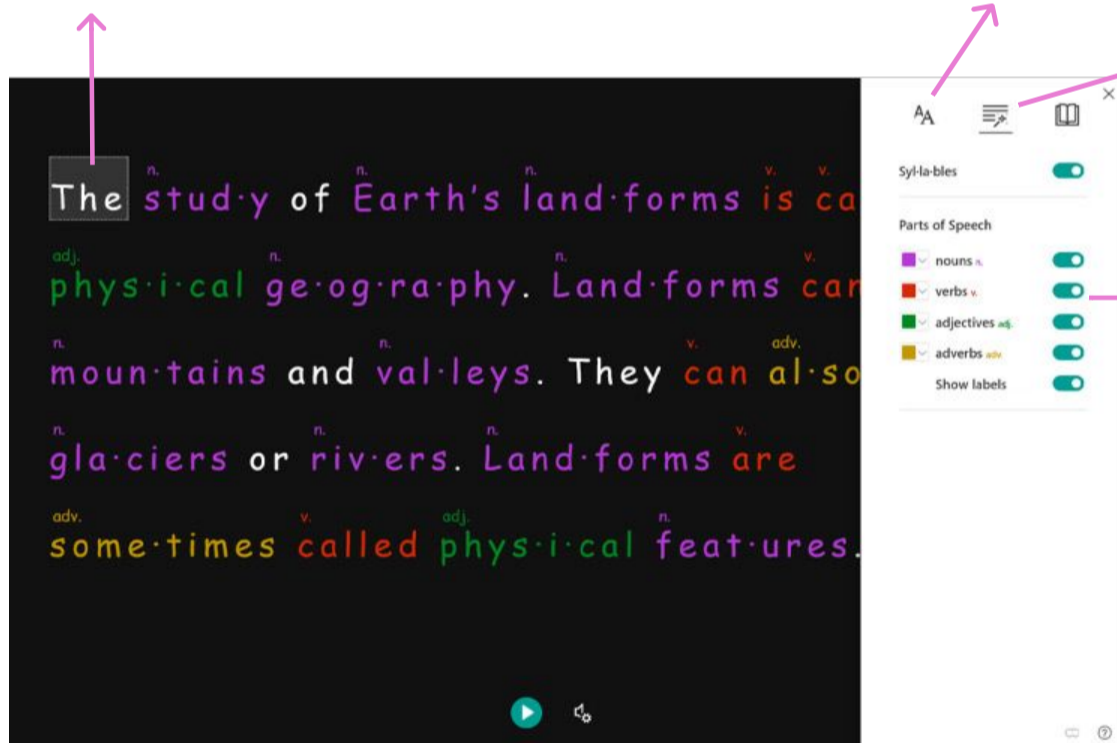 n. n. n. v. v.
The stud·y of Earth's land·forms is ca
adj. n. n. v.
phys·i·cal ge·og·ra·phy. Land·forms can
n. n. v. adv.
moun·tains and val·leys. They can al·so
n. n. n. v.
gla·ciers or riv·ers. Land·forms are
adv. v. adj. n.
some·times called phys·i·cal feat·ures.
AA
Syl·la·bles
Parts of Speech
nouns n.
verbs v.
adjectives adj.
adverbs adv.
Show labels